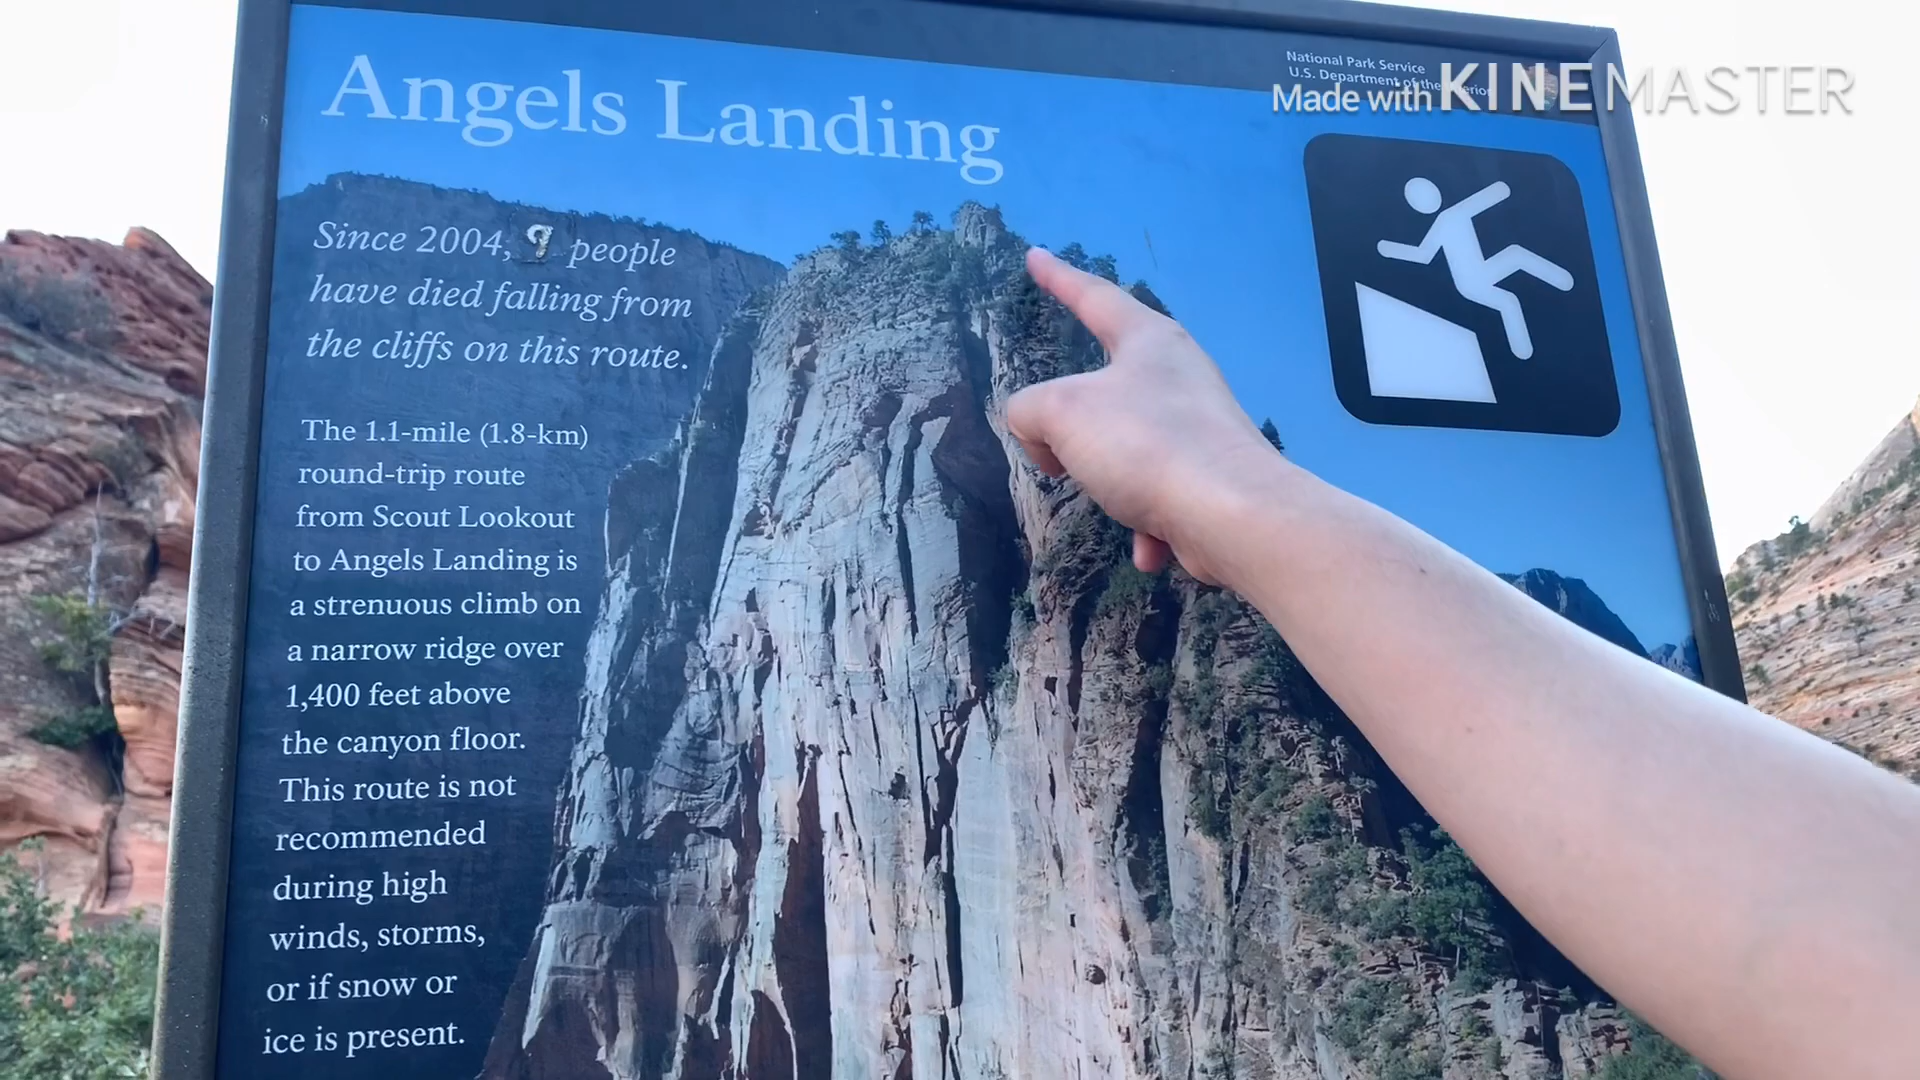 Angels Landing
National Park Service
U.S. Department of the Interior
Made with KINEMASTER
Since 2004, 9 people
have died falling from
the cliffs on this route.
The 1.1-mile (1.8-km)
round-trip route
from Scout Lookout
to Angels Landing is
a strenuous climb on
a narrow ridge over
1,400 feet above
the canyon floor.
This route is not
recommended
during high
winds, storms,
or if snow or
ice is present.